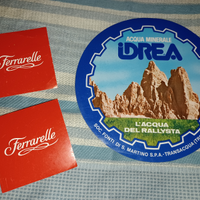 Ferrarelle
Ferrarelle
ACQUA MINERALE
iDREA
L'ACQUA
DEL RALLYSTA
SOC. FONTI DI S. MARTINO S.P.A. - TRANSACQUA